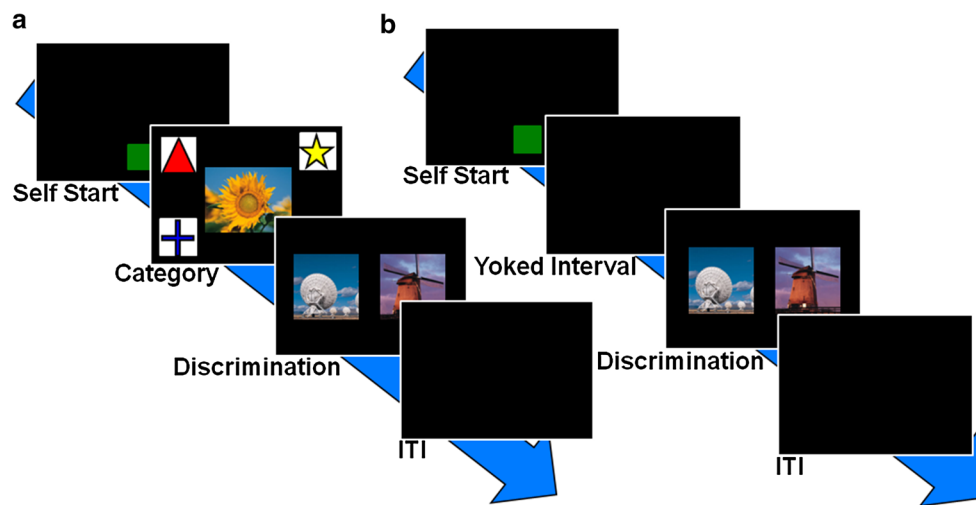 a
Self Start
Category
Discrimination
ITI
b
Self Start
Yoked Interval
Discrimination
ITI